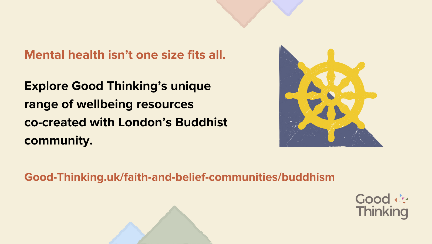 Mental health isn't one size fits all.
Explore Good Thinking's unique
range of wellbeing resources
co-created with London's Buddhist
community.
Good-Thinking.uk/faith-and-belief-communities/buddhism
Good
Thinking